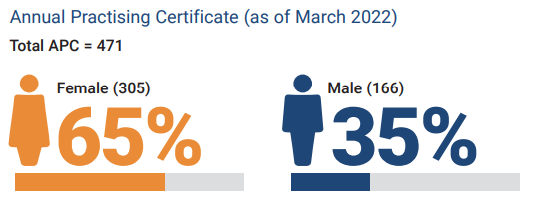 Annual Practising Certificate (as of March 2022)
Total APC = 471
Female (305)
65%
Male (166)
35%